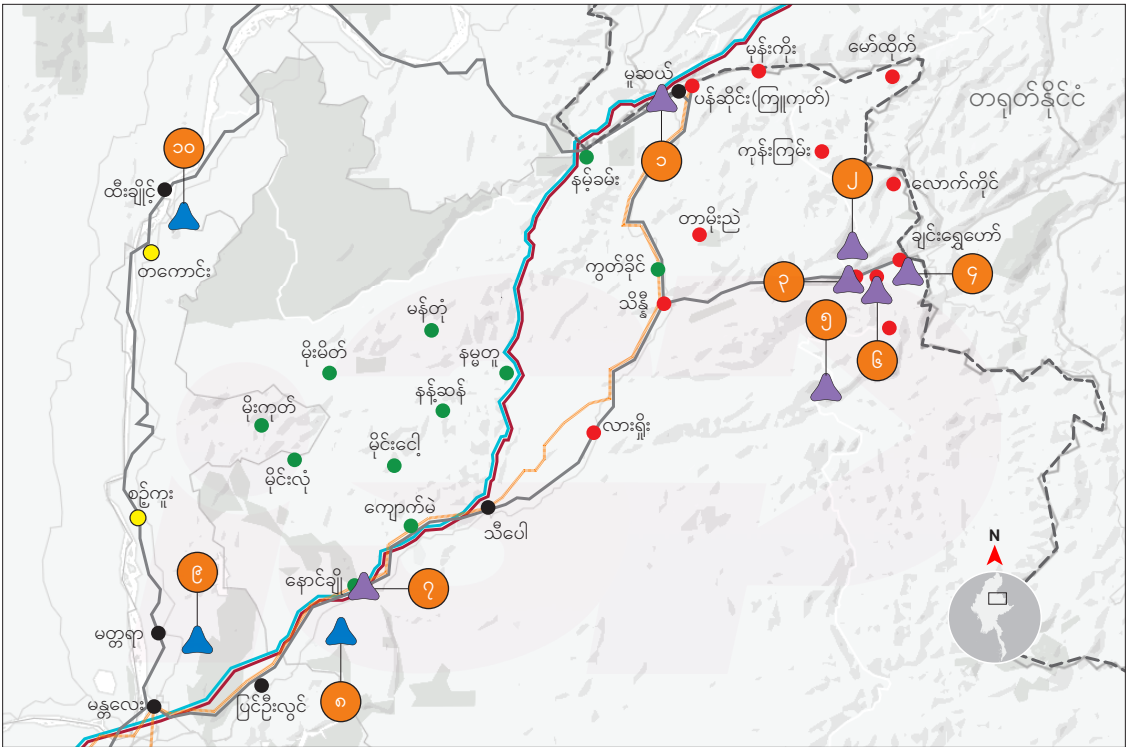 မုန်းကိုး
မော်ထိုက်
မူဆယ်
ပန်ဆိုင်း(ကြူကုတ်)
တရုတ်နိုင်ငံ
၁၀
ကုန်းကြမ်း
၁
နမ့်ခမ်း
၂
လောက်ကိုင်
ထီးချိုင့်
တာမိုးညဲ
ချင်းရွှေဟော်
တကောင်း
ကွတ်ခိုင်
၃
၄
သိန္နီ
မန်တုံ
၅
မိုးမိတ်
နမ္မတူ
၆
နန့်ဆန်
မိုးကုတ်
လားရှိုး
မိုင်းငေါ့
မိုင်းလုံ
စဉ့်ကူး
ကျောက်မဲ
သီပေါ
N
၉
နောင်ချို
၇
မတ္တရာ
ပြင်ဦးလွင်
၈
မန္တလေး